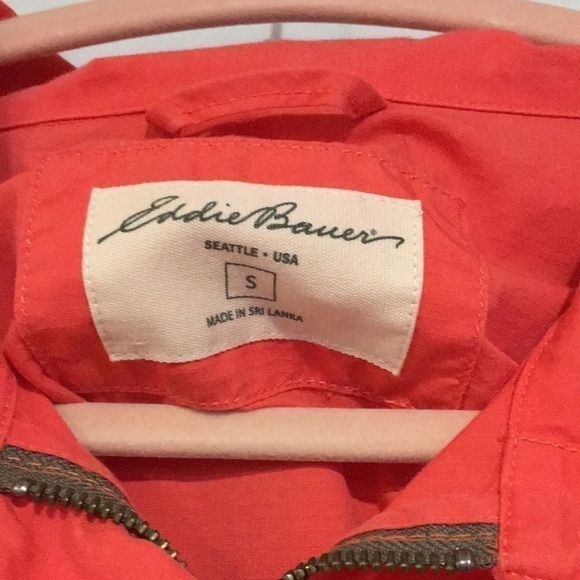 Eddie Bauer
SEATTLE • USA
S
MADE IN SRI LANKA